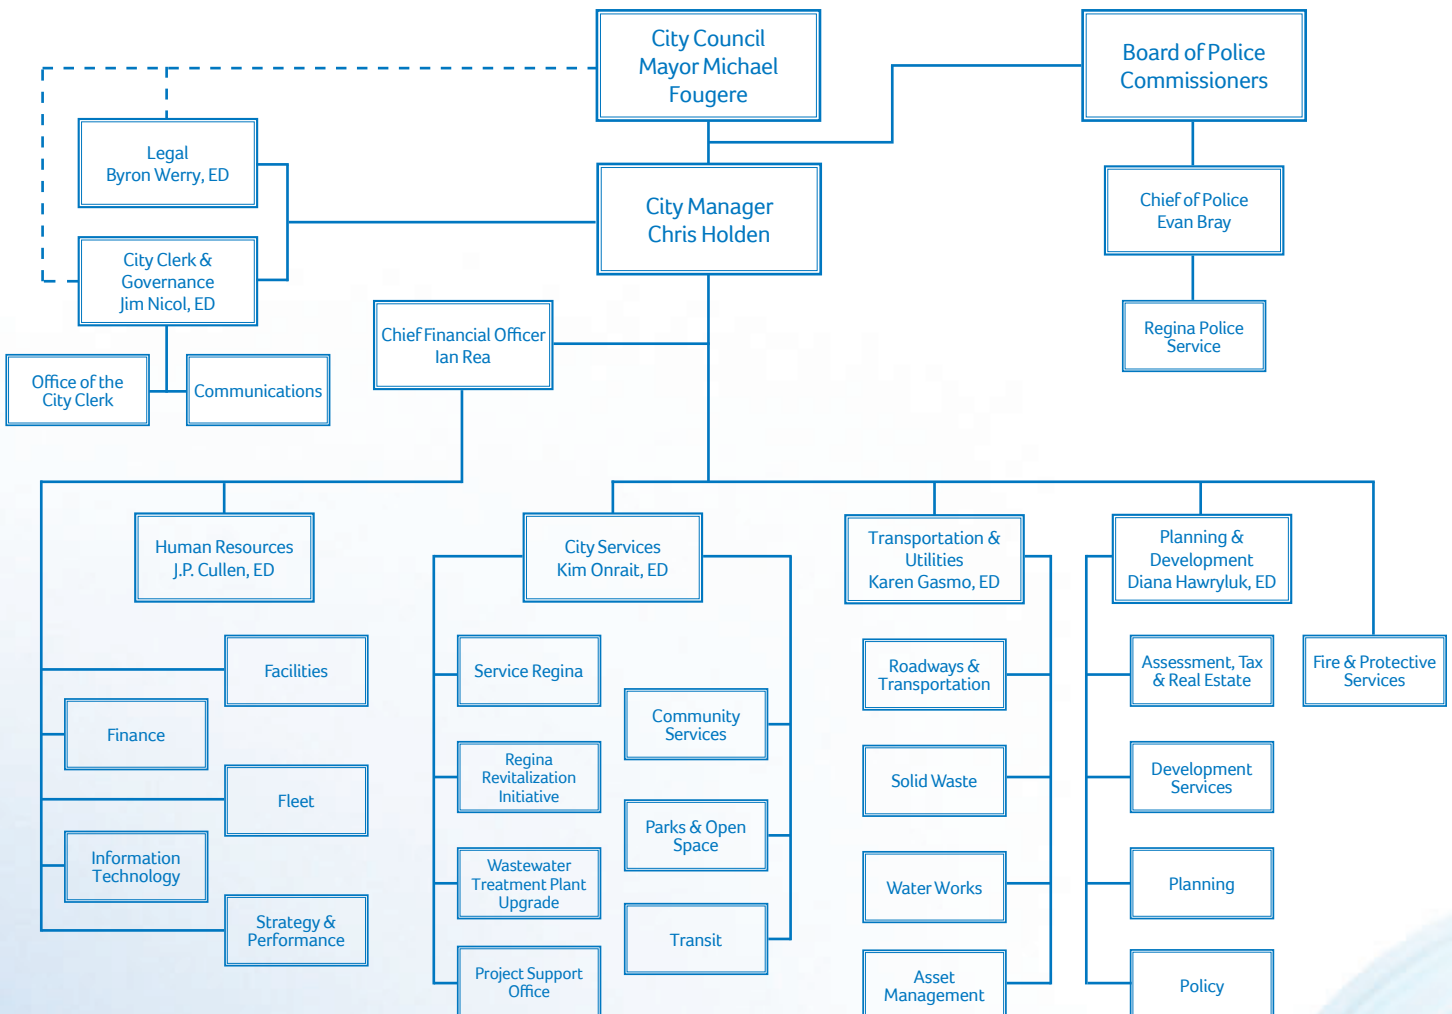 City Council
Mayor Michael
Fougere
Board of Police
Commissioners
Legal
Byron Werry, ED
City Manager
Chris Holden
Chief of Police
Evan Bray
City Clerk &
Governance
Jim Nicol, ED
Chief Financial Officer
Ian Rea
Regina Police
Service
Office of the
City Clerk
Communications
Human Resources
J.P. Cullen, ED
City Services
Kim Onrait, ED
Transportation &
Utilities
Karen Gasmo, ED
Planning &
Development
Diana Hawryluk, ED
Facilities
Finance
Fleet
Information
Technology
Strategy &
Performance
Service Regina
Regina
Revitalization
Initiative
Wastewater
Treatment Plant
Upgrade
Project Support
Office
Community
Services
Parks & Open
Space
Transit
Roadways &
Transportation
Solid Waste
Water Works
Asset
Management
Assessment, Tax
& Real Estate
Development
Services
Planning
Policy
Fire & Protective
Services